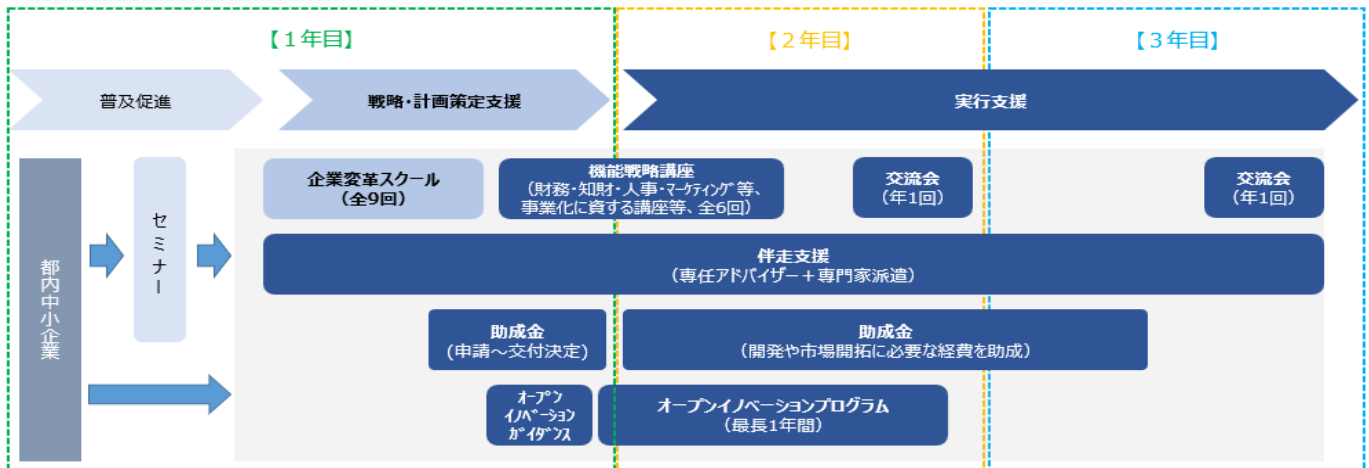 【1年目】
【2年目】
【3年目】
普及促進
戦略・計画策定支援
実行支援
都内中小企業
セミナー
企業変革スクール
(全9回)
機能戦略講座
(財務・知財・人事・ﾏｰｹﾃｨﾝｸﾞ等、
事業化に資する講座等、全6回)
交流会
(年1回)
交流会
(年1回)
伴走支援
(専任アドバイザー+専門家派遣)
助成金
(申請～交付決定)
助成金
(開発や市場開拓に必要な経費を助成)
ｵｰﾌﾟﾝ
ｲﾉﾍﾞｰｼｮﾝ
ｶﾞｲﾀﾞﾝｽ
オープンイノベーションプログラム
(最長1年間)